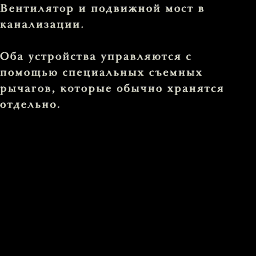 Вентилятор и подвижной мост в
канализации.
Оба устройства управляются с
помощью специальных съемных
рычагов, которые обычно хранятся
отдельно.